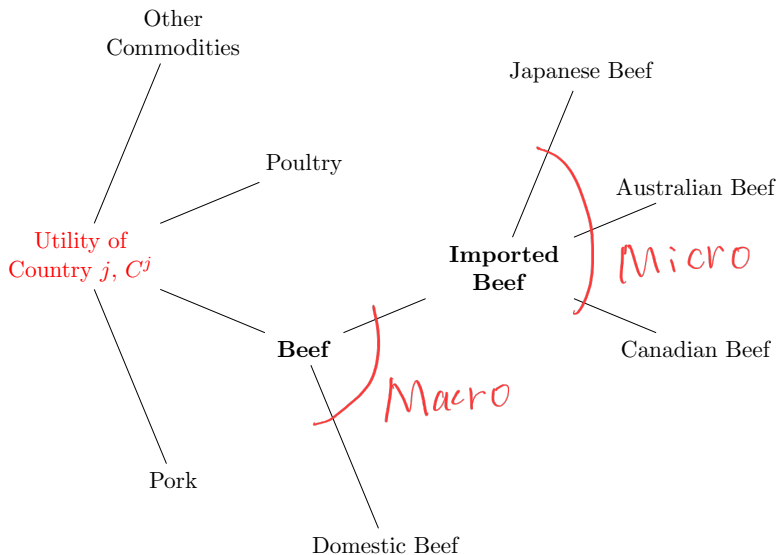 Other
Commodities
Japanese Beef
Poultry
Australian Beef
Utility of
Country j, C^j
Imported
Beef
Micro
Beef
Canadian Beef
Macro
Pork
Domestic Beef